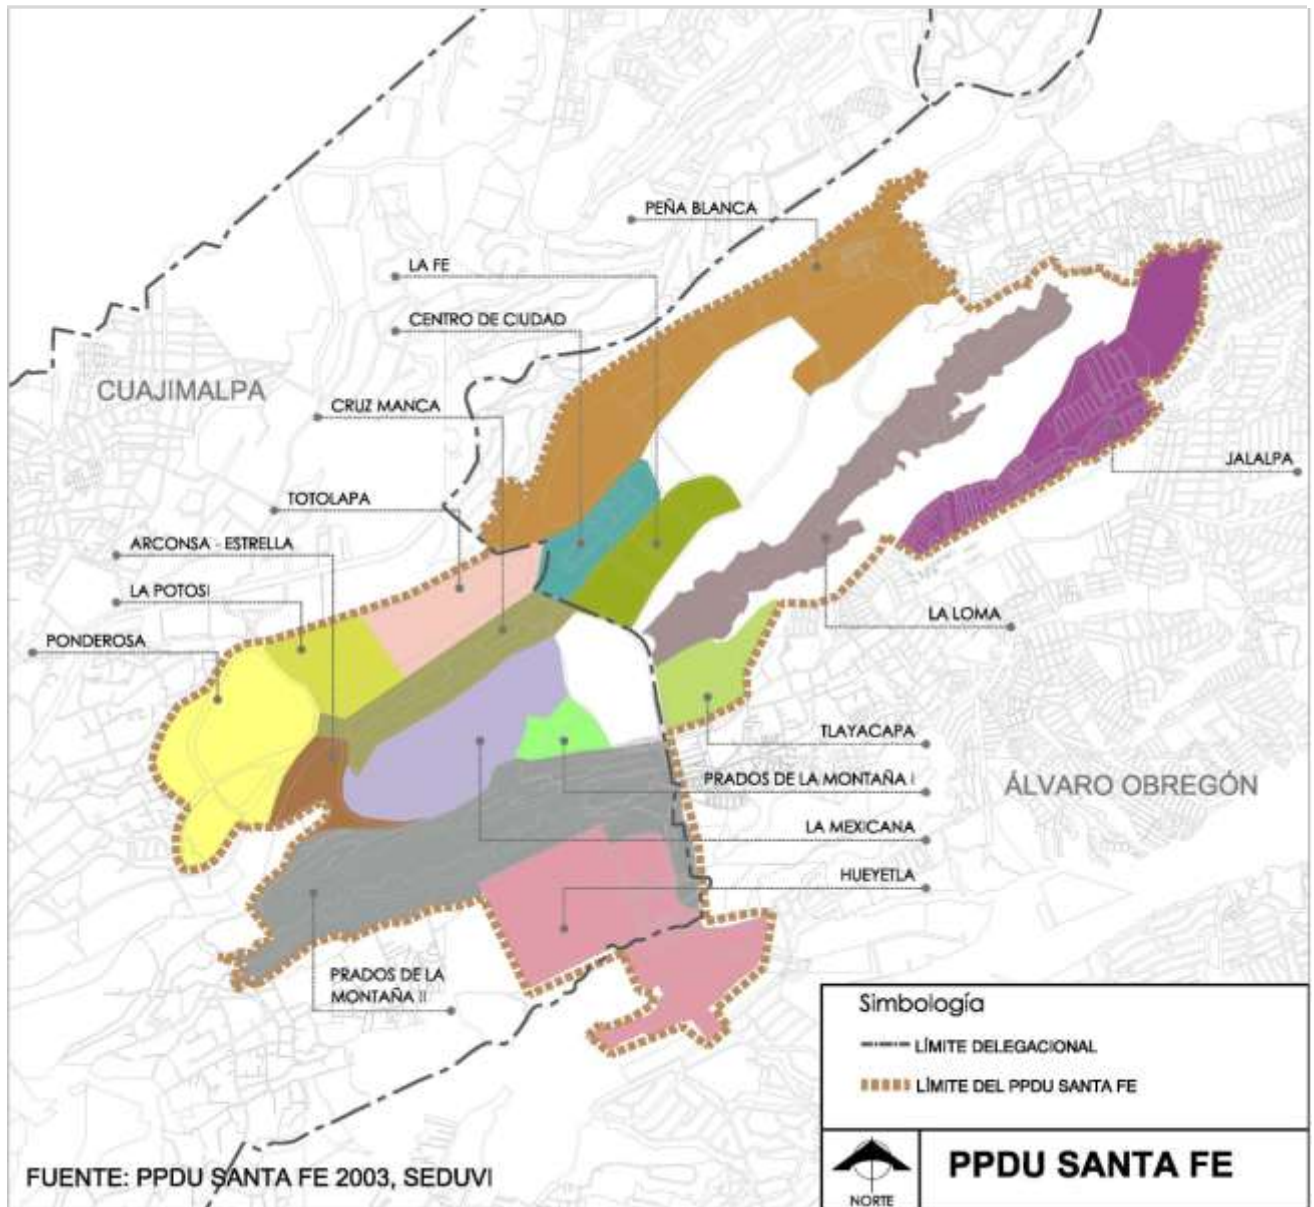 PEÑA BLANCA
LA FE
CENTRO DE CIUDAD
CUAJIMALPA
CRUZ MANCA
JALALPA
TOTOLAPA
ARCONSA - ESTRELLA
LA POTOSI
LA LOMA
PONDEROSA
TLAYACAPA
PRADOS DE LA MONTAÑA I
ÁLVARO OBREGÓN
LA MEXICANA
HUEYETLA
PRADOS DE LA
MONTAÑA II
Simbología
LÍMITE DELEGACIONAL
LÍMITE DEL PPDU SANTA FE
FUENTE: PPDU SANTA FE 2003, SEDUVI
NORTE
PPDU SANTA FE